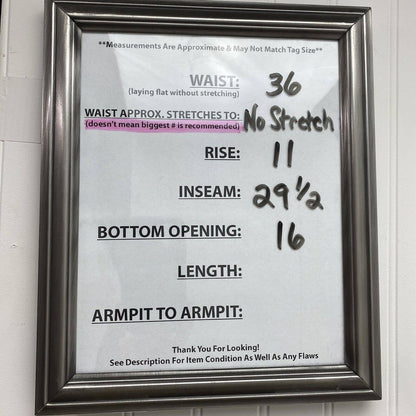 **Measurements Are Approximate & May Not Match Tag Size**
WAIST: 36
(laying flat without stretching)
WAIST APPROX. STRETCHES TO: No Stretch
(doesn't mean biggest # is recommended)
RISE: 11
INSEAM: 29 1/2
BOTTOM OPENING: 16
LENGTH:
ARMPIT TO ARMPIT:
Thank You For Looking!
See Description For Item Condition As Well As Any Flaws